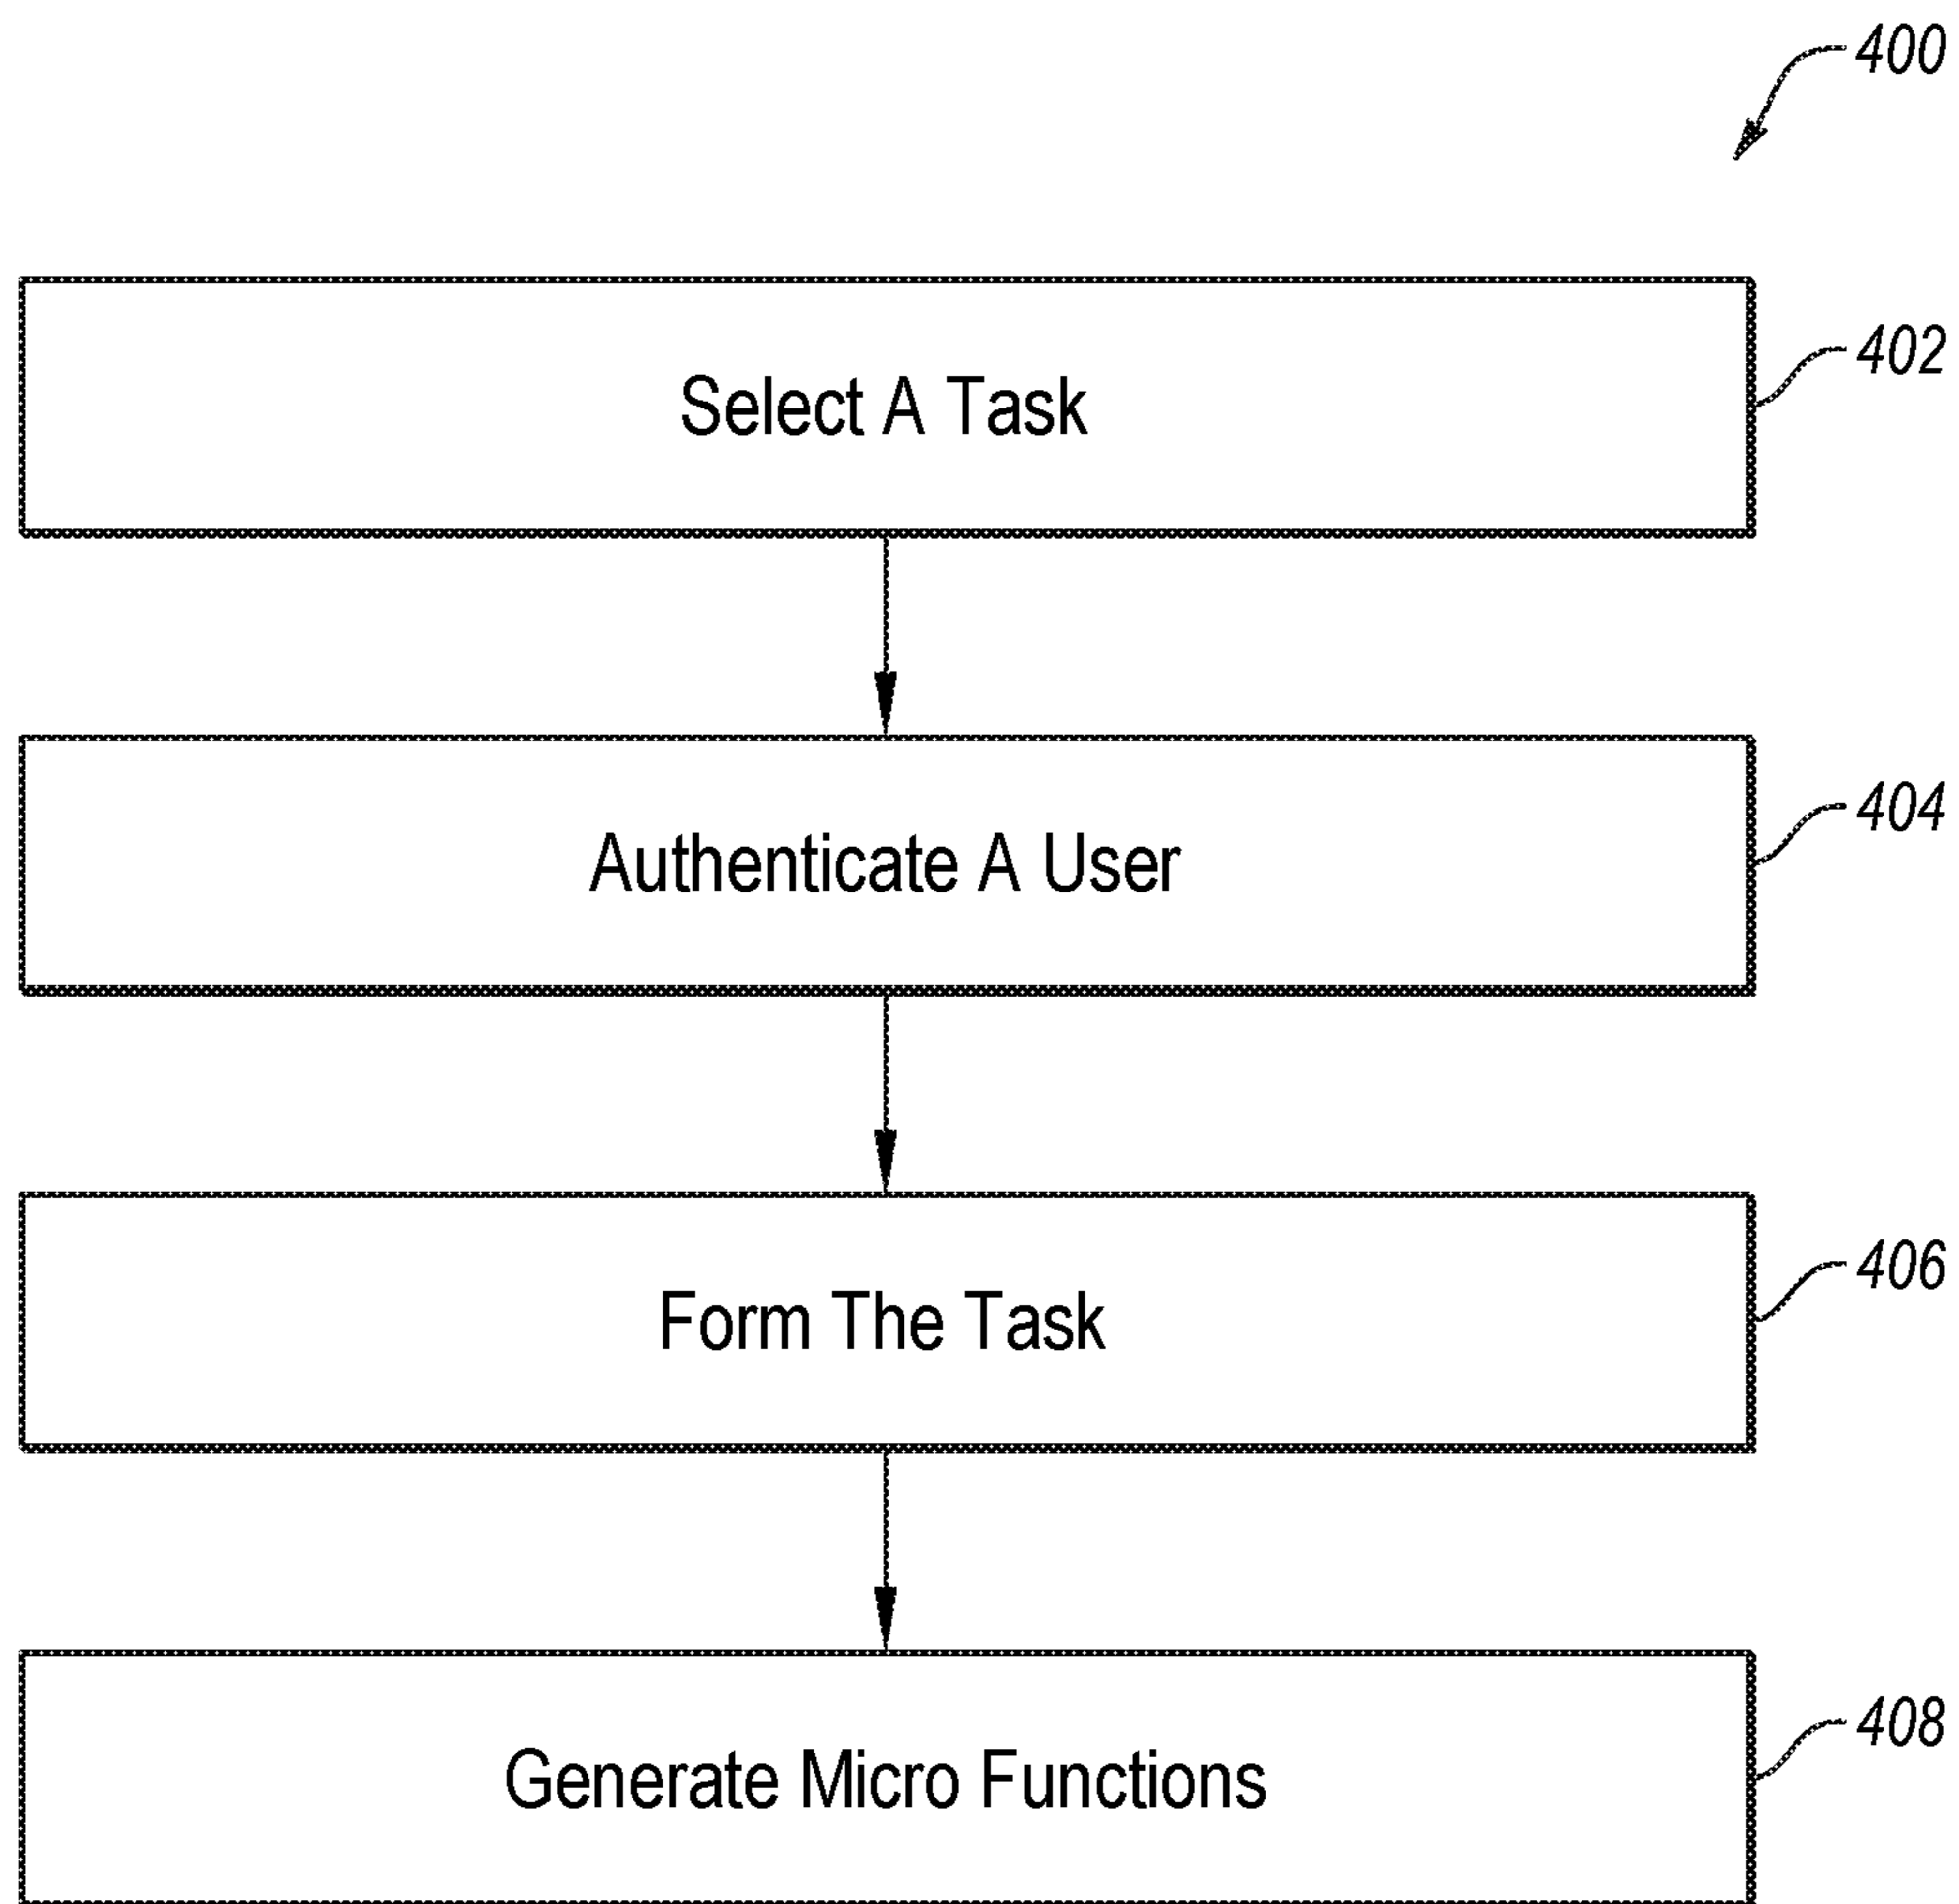 400
Select A Task
402
Authenticate A User
404
Form The Task
406
Generate Micro Functions
408